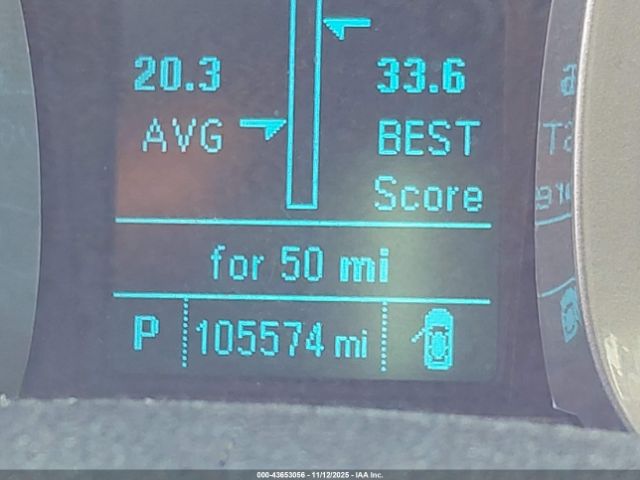 20.3 33.6
AVG BEST
Score
for 50 mi
P 105574 mi
000-43653056 - 11/12/2025 - IAA Inc.